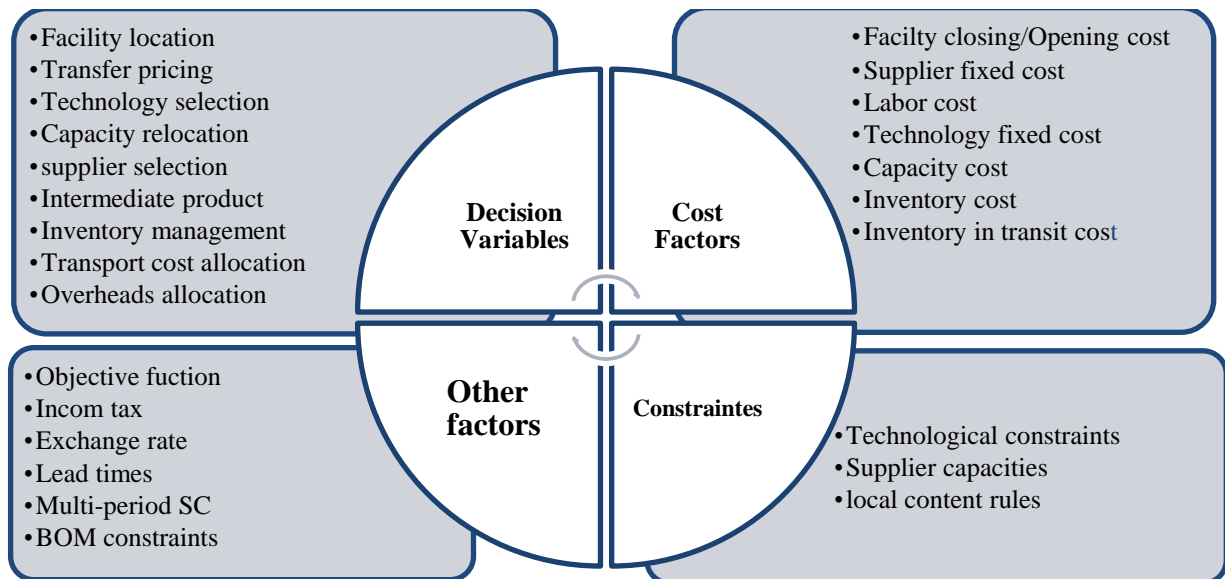 •Facility location
•Transfer pricing
•Technology selection
•Capacity relocation
•supplier selection
•Intermediate product
•Inventory management
•Transport cost allocation
•Overheads allocation
Decision
Variables
Cost
Factors
•Facilty closing/Opening cost
•Supplier fixed cost
•Labor cost
•Technology fixed cost
•Capacity cost
•Inventory cost
•Inventory in transit cost
•Objective fuction
•Incom tax
•Exchange rate
•Lead times
•Multi-period SC
•BOM constraints
Other
factors
Constraintes
•Technological constraints
•Supplier capacities
•local content rules